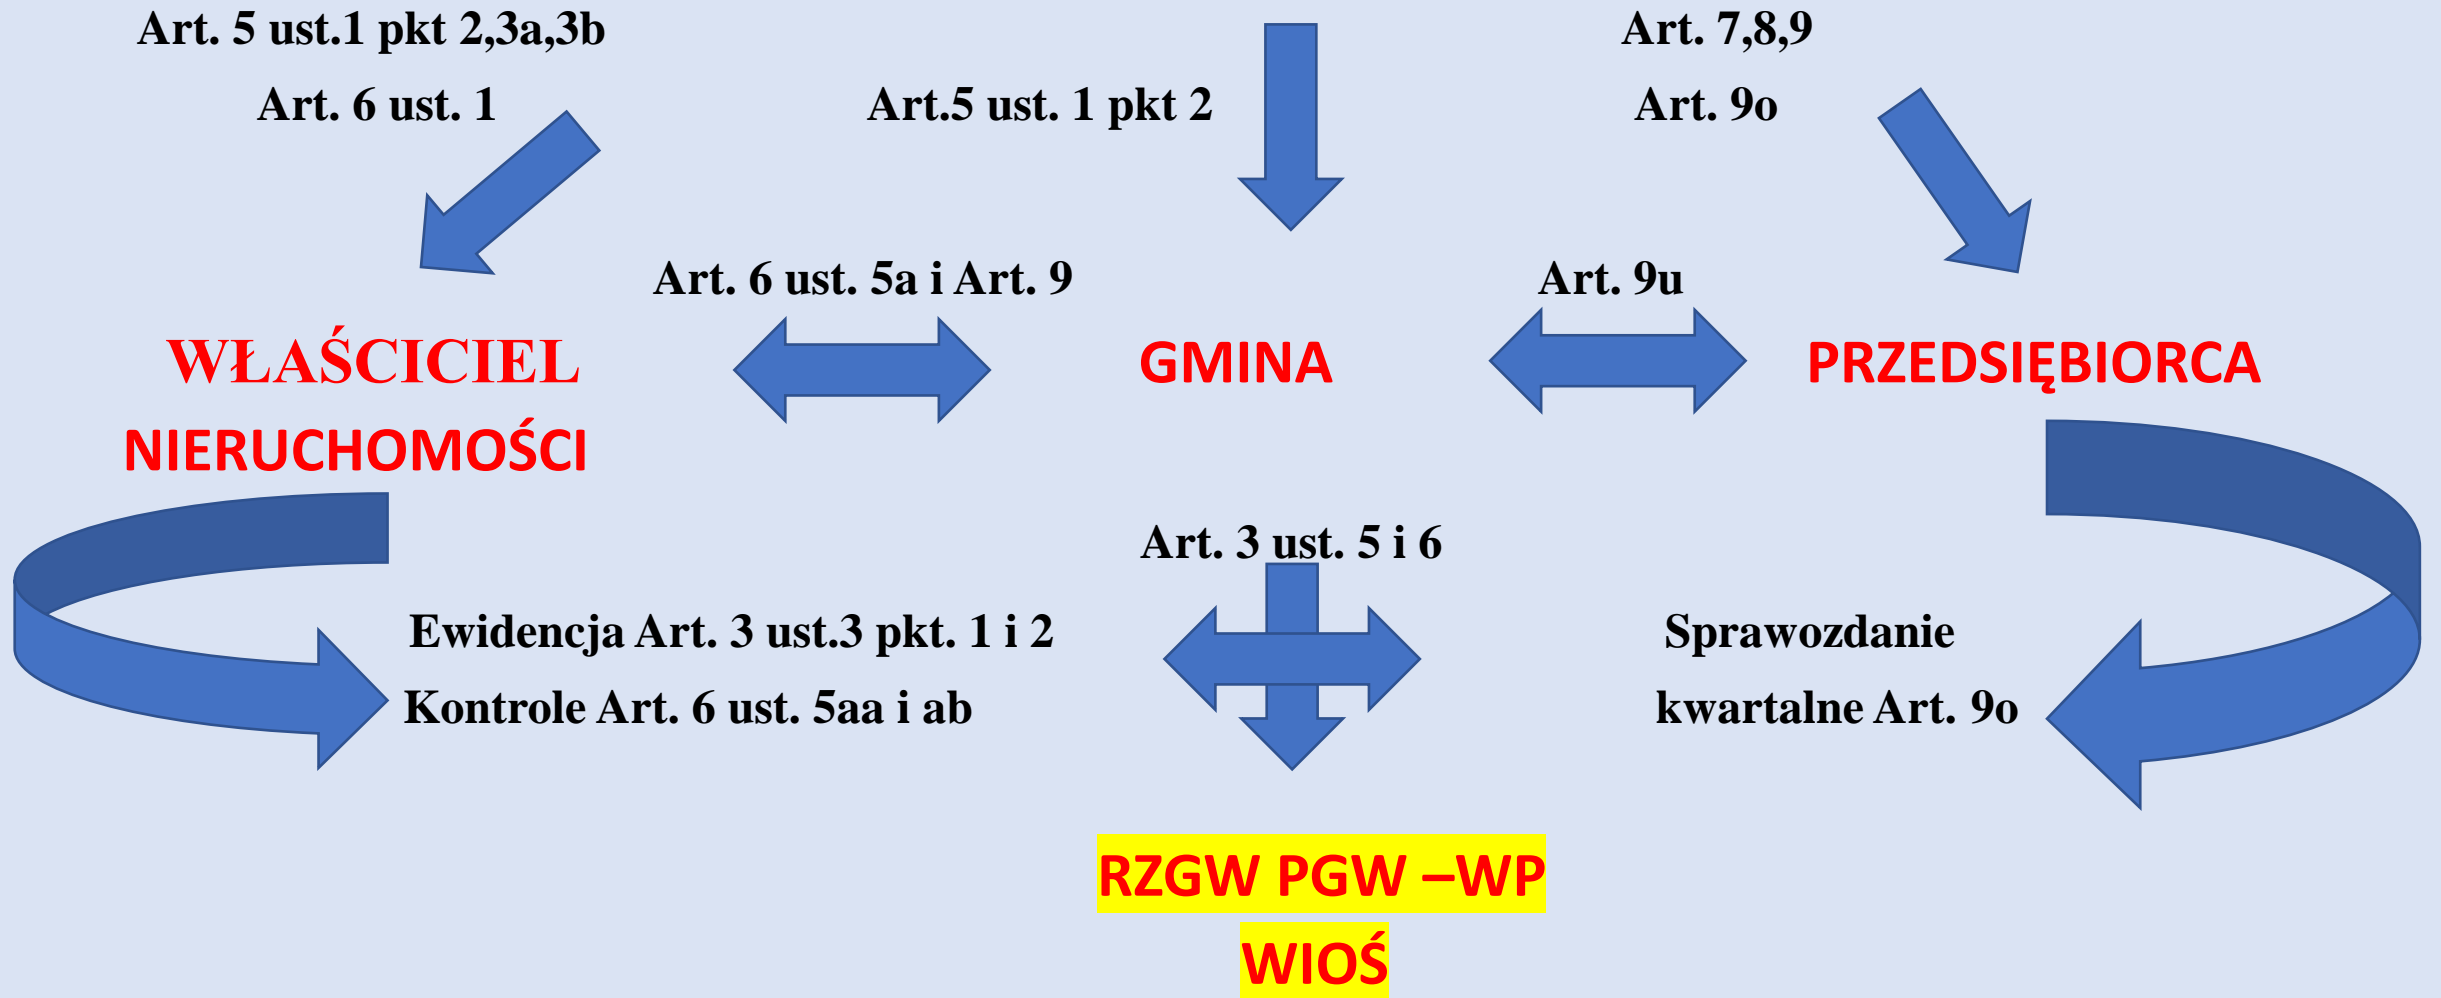 Art. 5 ust.1 pkt 2,3a,3b
Art. 7,8,9
Art. 6 ust. 1
Art.5 ust. 1 pkt 2
Art. 9o
Art. 6 ust. 5a i Art. 9
Art. 9u
WŁAŚCICIEL
NIERUCHOMOŚCI
GMINA
PRZEDSIĘBIORCA
Art. 3 ust. 5 i 6
Ewidencja Art. 3 ust.3 pkt. 1 i 2
Kontrole Art. 6 ust. 5aa i ab
Sprawozdanie
kwartalne Art. 9o
RZGW PGW –WP
WIOŚ